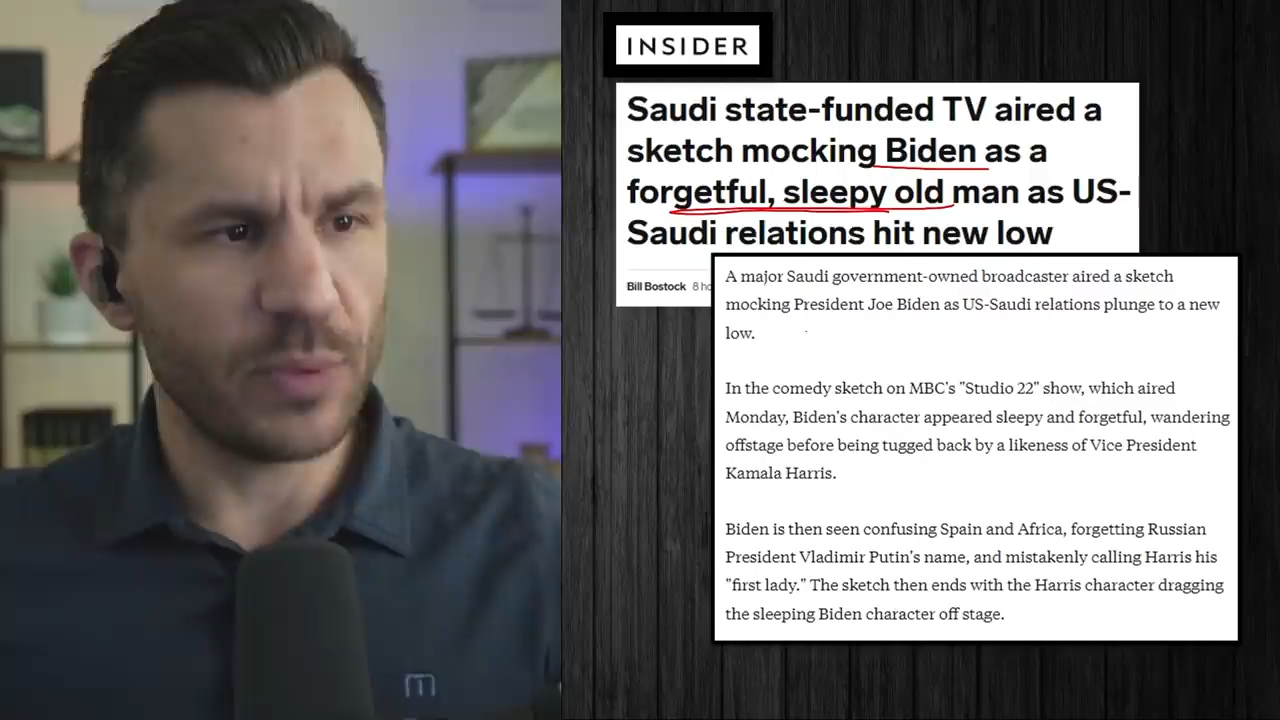 INSIDER
Saudi state-funded TV aired a
sketch mocking Biden as a
forgetful, sleepy old man as US-
Saudi relations hit new low
Bill Bostock 8
A major Saudi government-owned broadcaster aired a sketch
mocking President Joe Biden as US-Saudi relations plunge to a new
low.
In the comedy sketch on MBC's "Studio 22" show, which aired
Monday, Biden's character appeared sleepy and forgetful, wandering
offstage before being tugged back by a likeness of Vice President
Kamala Harris.
Biden is then seen confusing Spain and Africa, forgetting Russian
President Vladimir Putin's name, and mistakenly calling Harris his
"first lady." The sketch then ends with the Harris character dragging
the sleeping Biden character off stage.